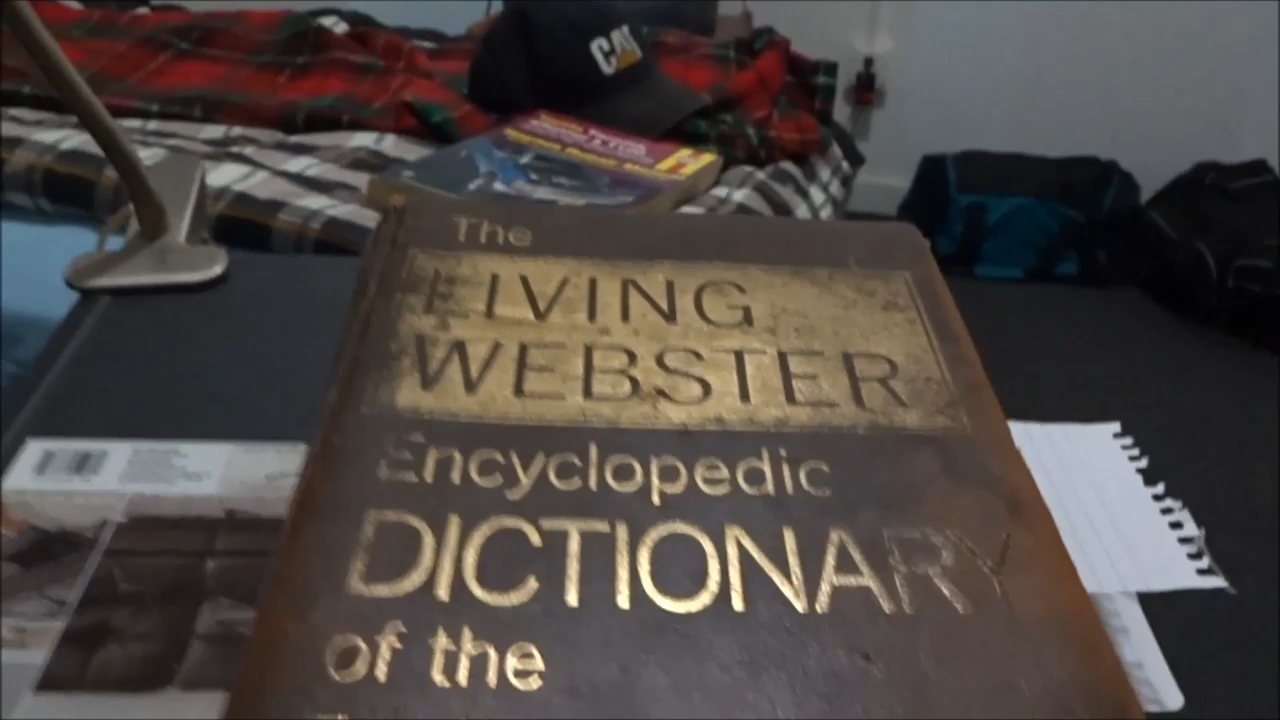 CAT
The
LIVING
WEBSTER
Encyclopedic
DICTIONARY
of the